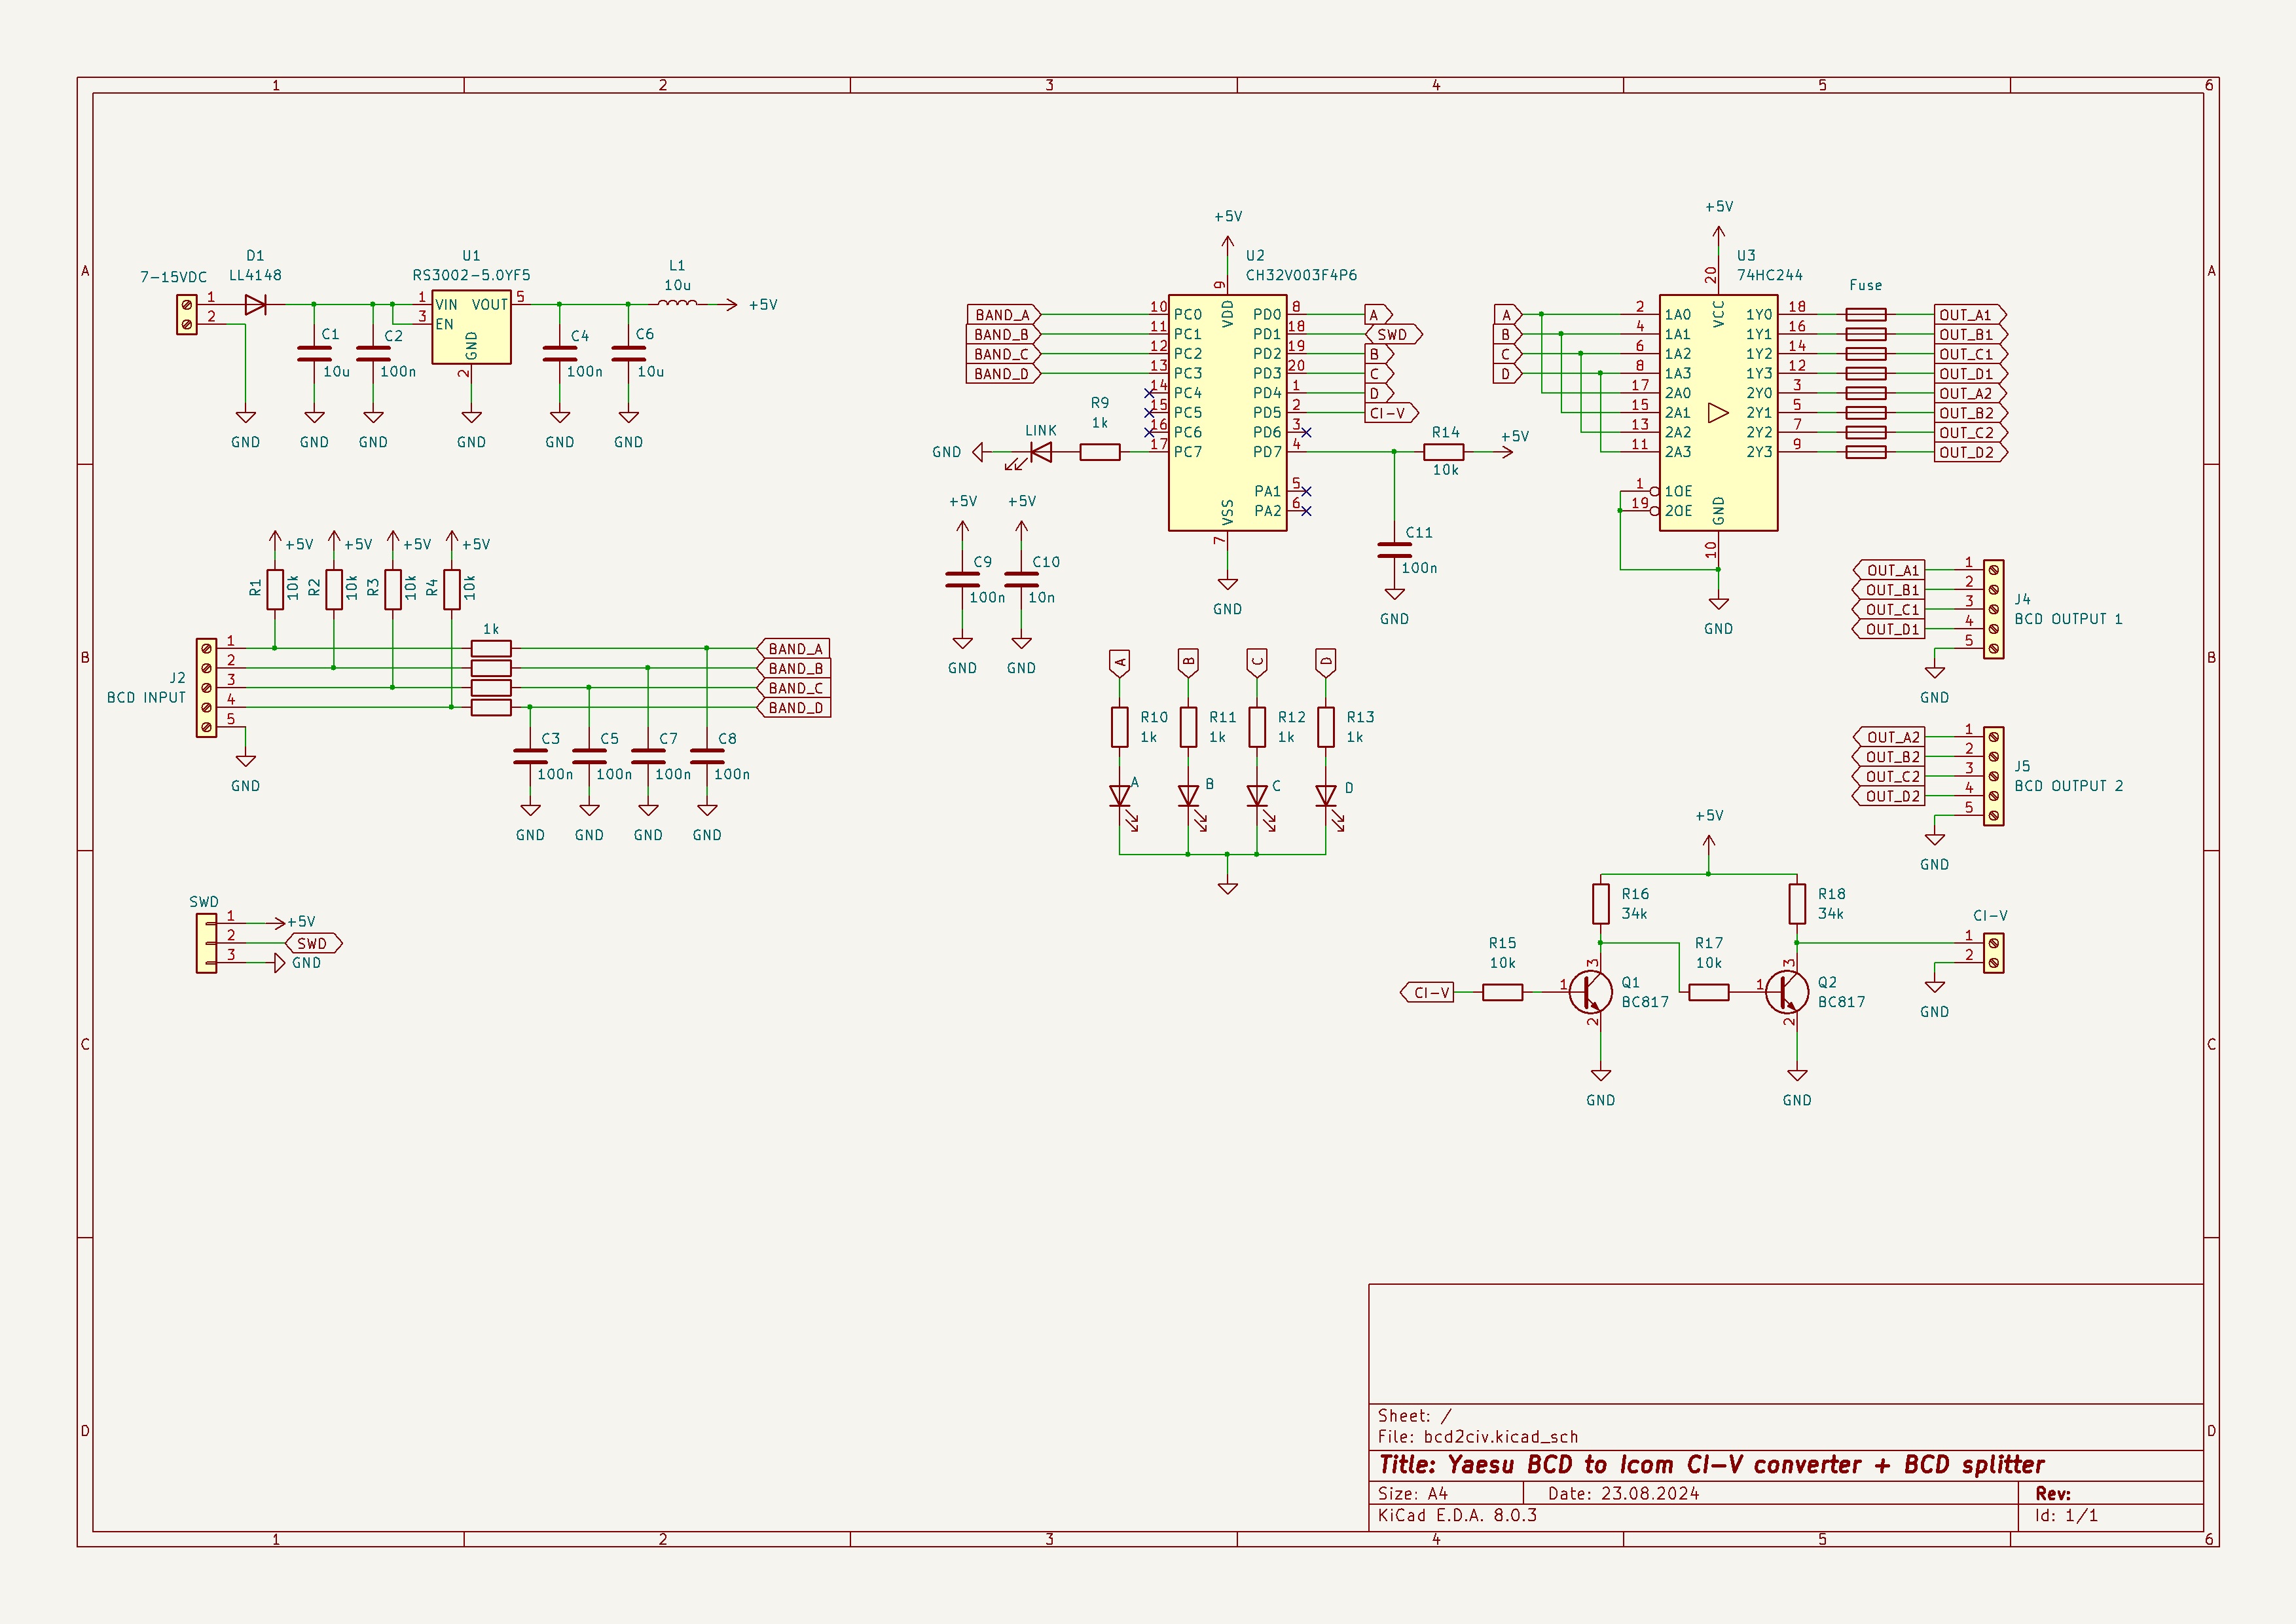 1 2 3 4 5 6
A
B
C
D
A
B
C
D
7-15VDC
1
2
D1
LL4148
GND
C1
10u
GND
C2
100n
GND
U1
RS3002-5.0YF5
1 VIN VOUT 5
3 EN
GND
2
GND
C4
100n
GND
C6
10u
GND
L1
10u
+5V
+5V +5V +5V +5V
R1 10k R2 10k R3 10k R4 10k
1k
J2
BCD INPUT
1
2
3
4
5
GND
BAND_A
BAND_B
BAND_C
BAND_D
C3 C5 C7 C8
100n 100n 100n 100n
GND GND GND GND
SWD
1 +5V
2 SWD
3 GND
+5V
U2
CH32V003F4P6
9
VDD
BAND_A 10 PC0 PD0 8 A
BAND_B 11 PC1 PD1 18 SWD
BAND_C 12 PC2 PD2 19 B
BAND_D 13 PC3 PD3 20 C
14 PC4 PD4 1 D
15 PC5 PD5 2 CI-V
16 PC6 PD6 3
17 PC7 PD7 4
PA1 5
PA2 6
VSS
7
GND
GND
LINK
R9
1k
R14
10k
+5V
C11
100n
GND
+5V +5V
C9 C10
100n 10n
GND GND
A B C D
R10 R11 R12 R13
1k 1k 1k 1k
A B C D
+5V
U3
74HC244
20
VCC
Fuse
A 2 1A0 1Y0 18 OUT_A1
B 4 1A1 1Y1 16 OUT_B1
C 6 1A2 1Y2 14 OUT_C1
D 8 1A3 1Y3 12 OUT_D1
17 2A0 2Y0 3 OUT_A2
15 2A1 2Y1 5 OUT_B2
13 2A2 2Y2 7 OUT_C2
11 2A3 2Y3 9 OUT_D2
1 1OE
19 2OE
GND
10
GND
OUT_A1 1
OUT_B1 2
OUT_C1 3
OUT_D1 4
5
J4
BCD OUTPUT 1
GND
OUT_A2 1
OUT_B2 2
OUT_C2 3
OUT_D2 4
5
J5
BCD OUTPUT 2
GND
+5V
R16
34k
R18
34k
CI-V
R15
10k
R17
10k
1 3 2
Q1
BC817
GND
1 3 2
Q2
BC817
GND
CI-V
1
2
GND
Sheet: /
File: bcd2civ.kicad_sch
Title: Yaesu BCD to Icom CI-V converter + BCD splitter
Size: A4 Date: 23.08.2024 Rev:
KiCad E.D.A. 8.0.3 Id: 1/1
1 2 3 4 5 6